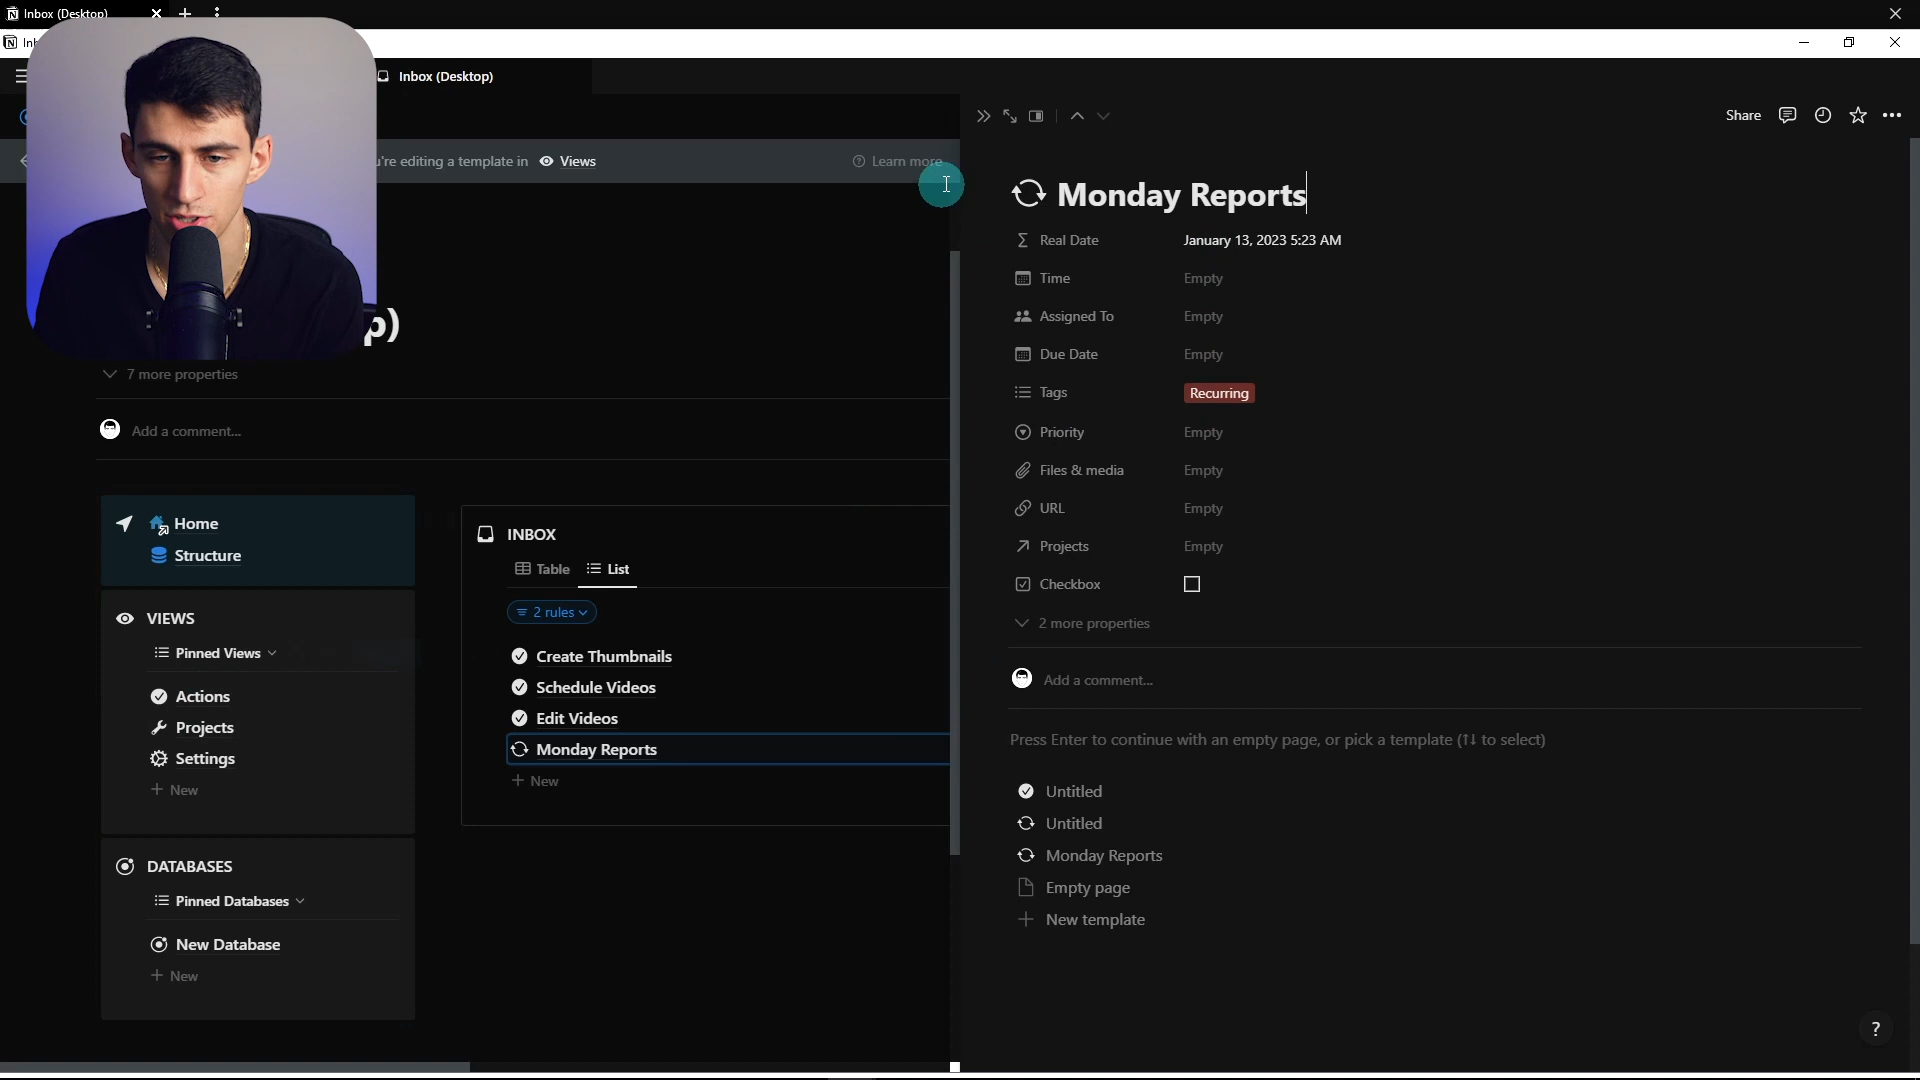 Inbox (Desktop)
Inbox (Desktop)
Share
u're editing a template in Views
Learn more
p)
7 more properties
Add a comment...
Home
Structure
VIEWS
Pinned Views
Actions
Projects
Settings
New
DATABASES
Pinned Databases
New Database
New
INBOX
Table
List
2 rules
Create Thumbnails
Schedule Videos
Edit Videos
Monday Reports
New
Monday Reports
Real Date January 13, 2023 5:23 AM
Time Empty
Assigned To Empty
Due Date Empty
Tags Recurring
Priority Empty
Files & media Empty
URL Empty
Projects Empty
Checkbox
2 more properties
Add a comment...
Press Enter to continue with an empty page, or pick a template (↑↓ to select)
Untitled
Untitled
Monday Reports
Empty page
New template
?